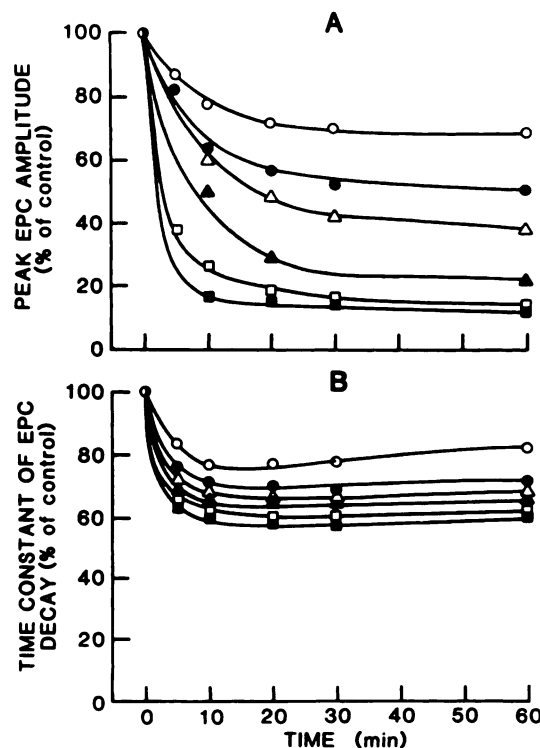 A
PEAK EPC AMPLITUDE
(% of control)
100
80
60
40
20
0
B
TIME CONSTANT OF EPC
DECAY (% of control)
100
80
60
40
20
0
0 10 20 30 40 50 60
TIME (min)